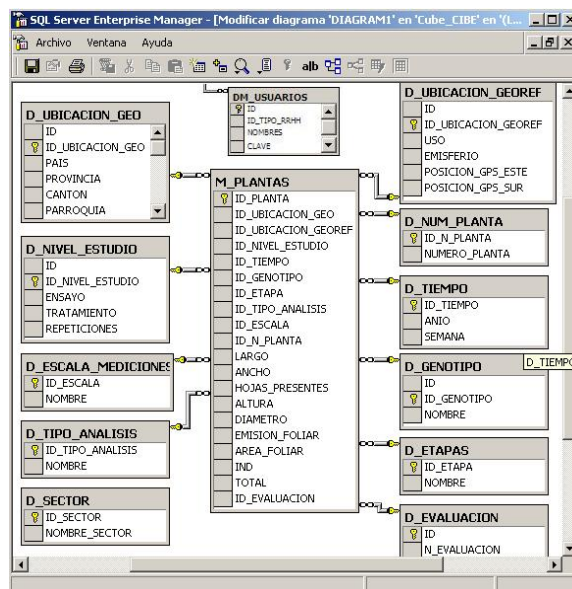 SQL Server Enterprise Manager - [Modificar diagrama 'DIAGRAM1' en 'Cube_CIBE' en '(L...
Archivo Ventana Ayuda
a|b
D_UBICACION_GEO
ID
ID_UBICACION_GEO
PAIS
PROVINCIA
CANTON
PARROQUIA
DM_USUARIOS
ID
ID_TIPO_RRHH
NOMBRES
CLAVE
D_UBICACION_GEOREF
ID
ID_UBICACION_GEOREF
USO
EMISFERIO
POSICION_GPS_ESTE
POSICION_GPS_SUR
M_PLANTAS
ID_PLANTA
ID_UBICACION_GEO
ID_UBICACION_GEOREF
ID_NIVEL_ESTUDIO
ID_TIEMPO
ID_GENOTIPO
ID_ETAPA
ID_TIPO_ANALISIS
ID_ESCALA
ID_N_PLANTA
LARGO
ANCHO
HOJAS_PRESENTES
ALTURA
DIAMETRO
EMISION_FOLIAR
AREA_FOLIAR
IND
TOTAL
ID_EVALUACION
D_NUM_PLANTA
ID_N_PLANTA
NUMERO_PLANTA
D_NIVEL_ESTUDIO
ID
ID_NIVEL_ESTUDIO
ENSAYO
TRATAMIENTO
REPETICIONES
D_TIEMPO
ID_TIEMPO
ANIO
SEMANA
D_TIEMPO
D_ESCALA_MEDICIONES
ID_ESCALA
NOMBRE
D_GENOTIPO
ID
ID_GENOTIPO
NOMBRE
D_TIPO_ANALISIS
ID_TIPO_ANALISIS
NOMBRE
D_ETAPAS
ID_ETAPA
NOMBRE
D_SECTOR
ID_SECTOR
NOMBRE_SECTOR
D_EVALUACION
ID
N_EVALUACION